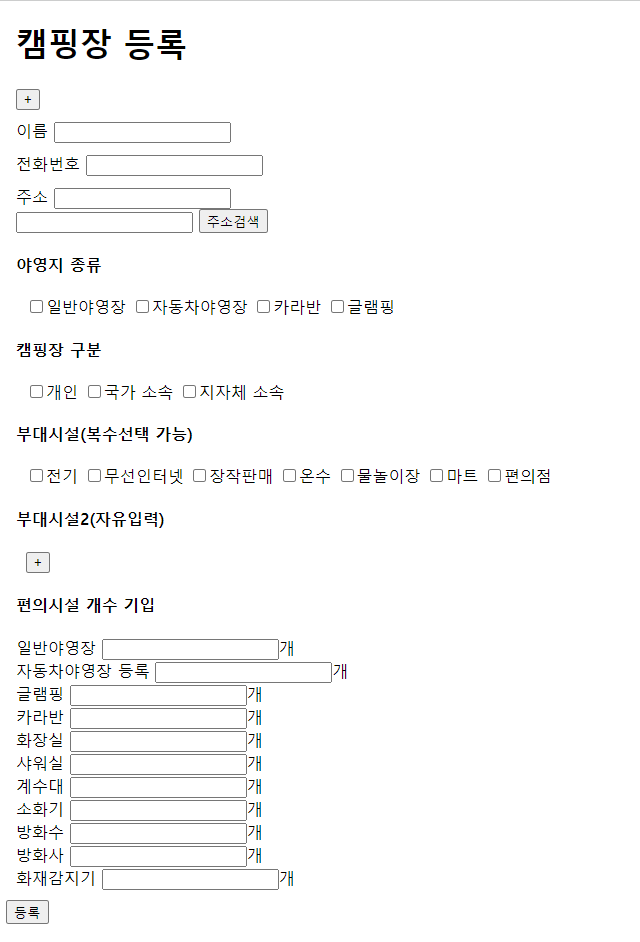 캠핑장 등록
+
이름
전화번호
주소
주소검색
야영지 종류
일반야영장 자동차야영장 카라반 글램핑
캠핑장 구분
개인 국가 소속 지자체 소속
부대시설(복수선택 가능)
전기 무선인터넷 장작판매 온수 물놀이장 마트 편의점
부대시설2(자유입력)
+
편의시설 개수 기입
일반야영장 개
자동차야영장 등록 개
글램핑 개
카라반 개
화장실 개
샤워실 개
계수대 개
소화기 개
방화수 개
방화사 개
화재감지기 개
등록